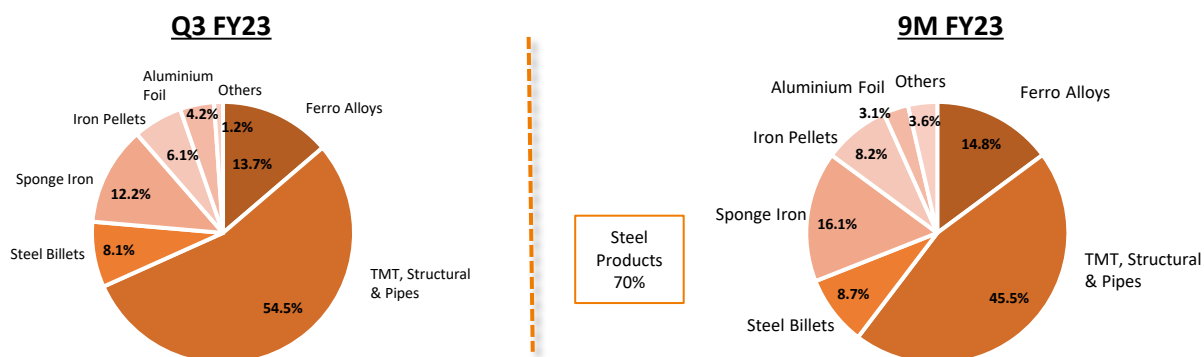 Q3 FY23
Aluminium
Foil
Others
Iron Pellets
4.2%
1.2%
Ferro Alloys
6.1%
13.7%
Sponge Iron
12.2%
Steel Billets
8.1%
TMT, Structural
& Pipes
54.5%
Steel
Products
70%
9M FY23
Aluminium Foil
Others
3.1%
3.6%
Ferro Alloys
Iron Pellets
8.2%
14.8%
Sponge Iron
16.1%
TMT, Structural
& Pipes
Steel Billets
8.7%
45.5%